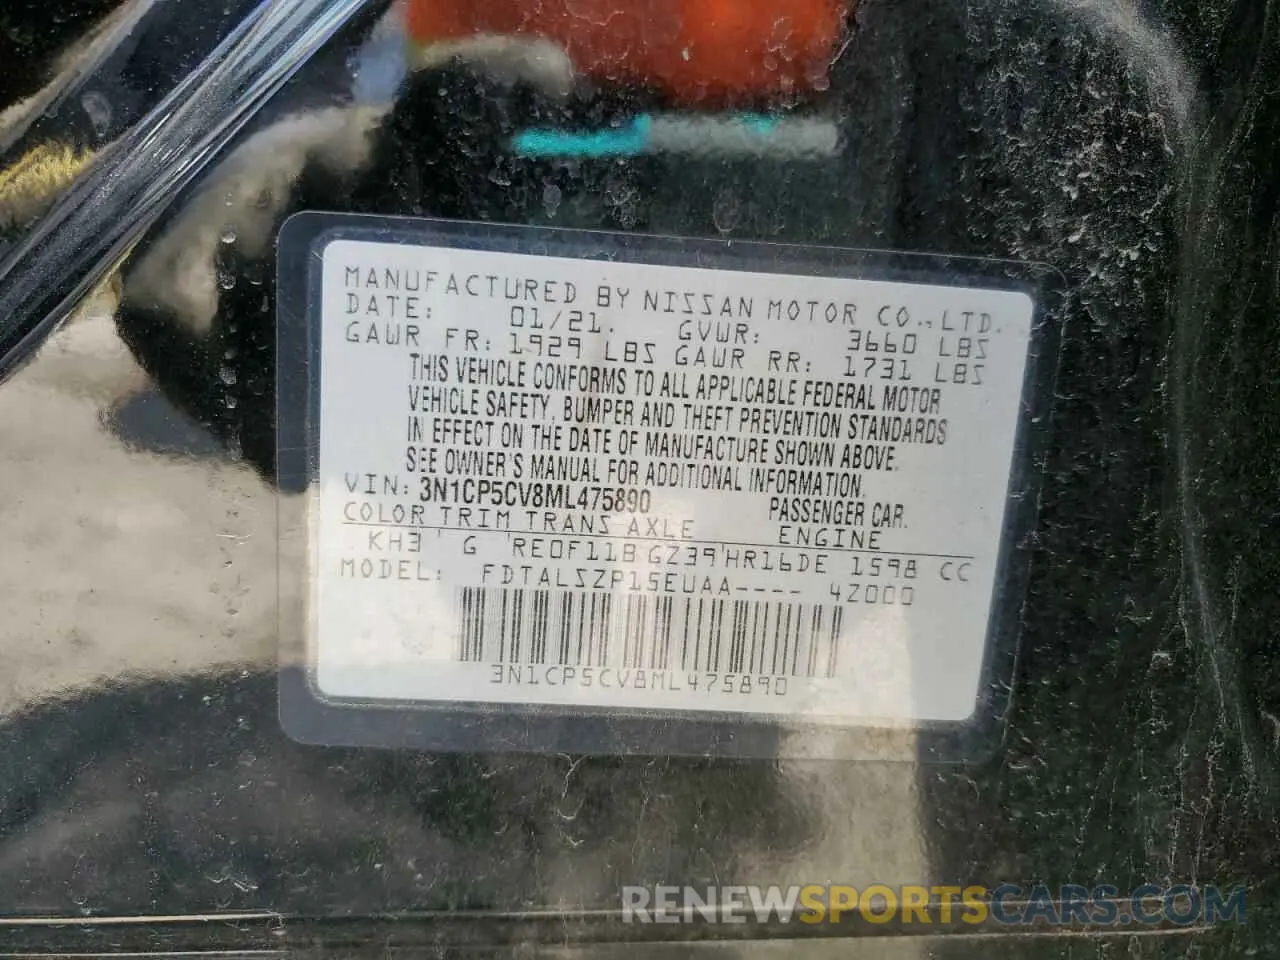 MANUFACTURED BY NISSAN MOTOR CO., LTD.
DATE: 01/21. GVWR: 3660 LBS
GAWR FR: 1929 LBS GAWR RR: 1731 LBS
THIS VEHICLE CONFORMS TO ALL APPLICABLE FEDERAL MOTOR
VEHICLE SAFETY, BUMPER AND THEFT PREVENTION STANDARDS
IN EFFECT ON THE DATE OF MANUFACTURE SHOWN ABOVE.
SEE OWNER'S MANUAL FOR ADDITIONAL INFORMATION.
VIN: 3N1CP5CV8ML475890 PASSENGER CAR.
COLOR TRIM TRANS AXLE ENGINE
KH3 G RE0F11B GZ39 HR16DE 1598 CC
MODEL: FDTALSZP15EUAA---- 4Z000
3N1CP5CV8ML475890
RENEWSPORTSCARS.COM